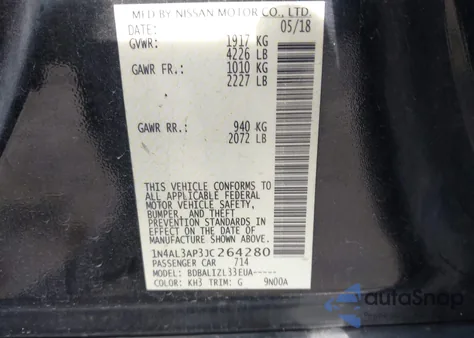 MFD BY NISSAN MOTOR CO., LTD.
DATE: 05/18
GVWR: 1917 KG
4226 LB
GAWR FR.: 1010 KG
2227 LB
GAWR RR.: 940 KG
2072 LB
THIS VEHICLE CONFORMS TO
ALL APPLICABLE FEDERAL
MOTOR VEHICLE SAFETY,
BUMPER, AND THEFT
PREVENTION STANDARDS IN
EFFECT ON THE DATE OF
MANUFACTURE SHOWN
ABOVE.
1N4AL3AP3JC264280
PASSENGER CAR 714
MODEL: BDBALIZL33EUA-----
COLOR: KH3 TRIM: G 9N00A
autoSnap